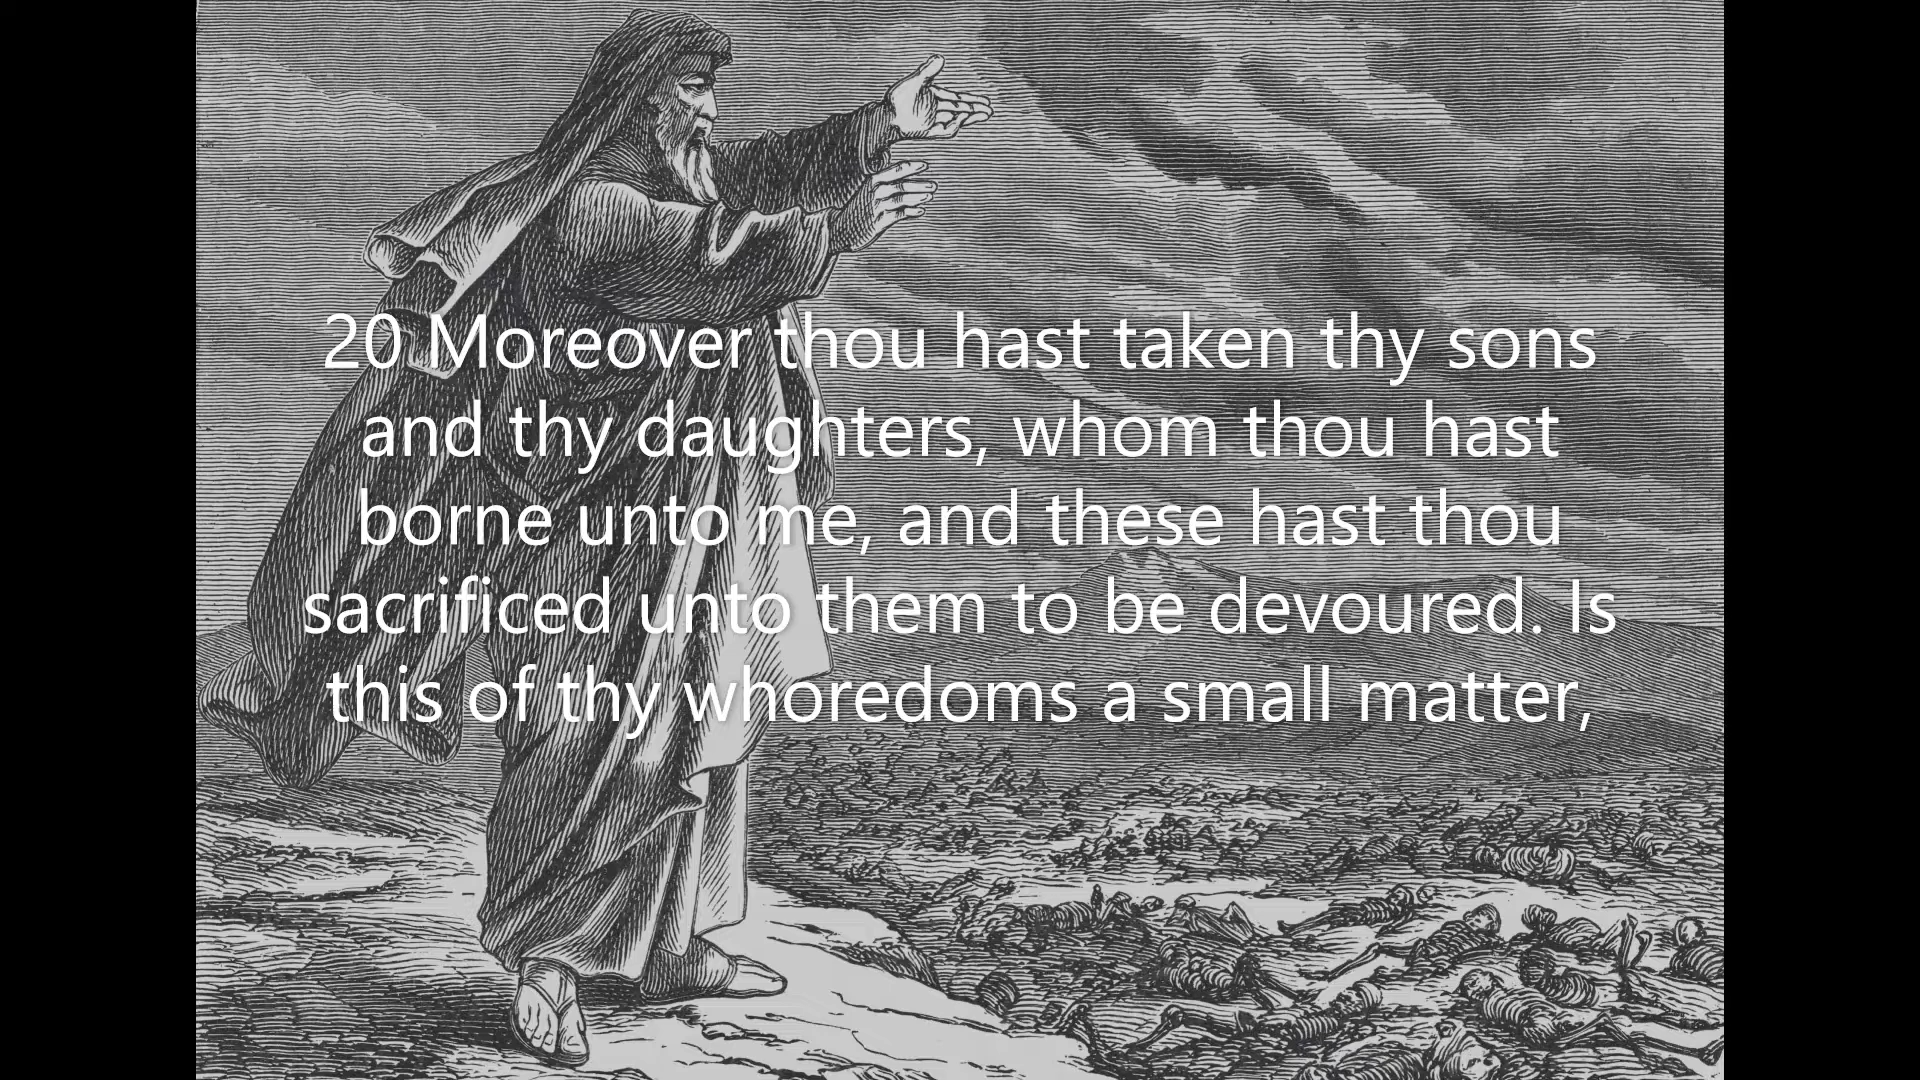 20 Moreover thou hast taken thy sons
and thy daughters, whom thou hast
borne unto me, and these hast thou
sacrificed unto them to be devoured. Is
this of thy whoredoms a small matter,